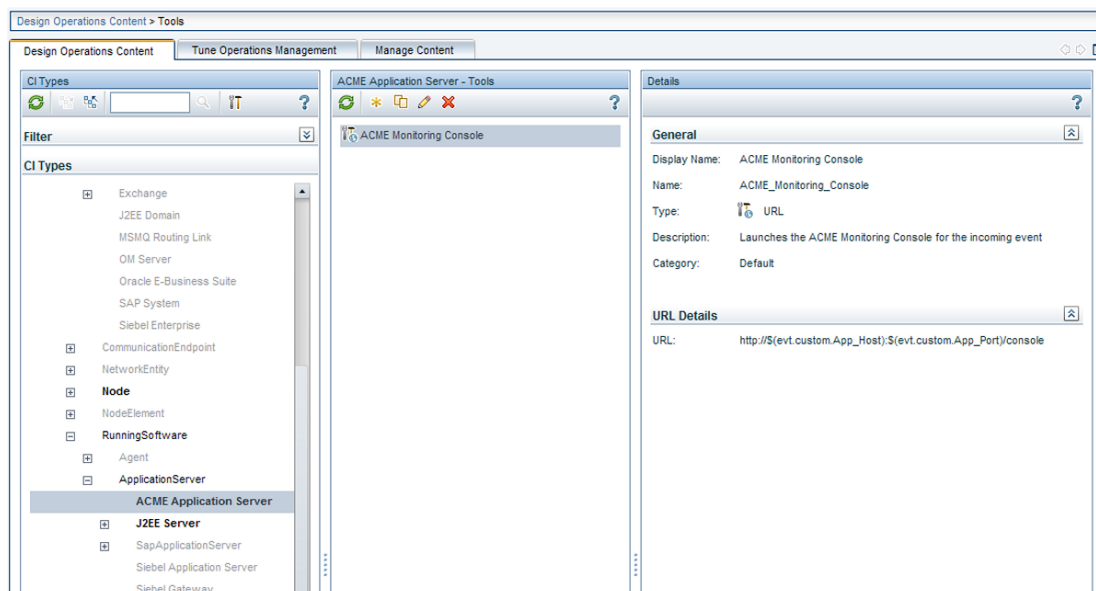 Design Operations Content > Tools
Design Operations Content
Tune Operations Management
Manage Content
CI Types
?
Filter
CI Types
Exchange
J2EE Domain
MSMQ Routing Link
OM Server
Oracle E-Business Suite
SAP System
Siebel Enterprise
CommunicationEndpoint
NetworkEntity
Node
NodeElement
RunningSoftware
Agent
ApplicationServer
ACME Application Server
J2EE Server
SapApplicationServer
Siebel Application Server
Siebel Gateway
ACME Application Server - Tools
?
ACME Monitoring Console
Details
?
General
Display Name: ACME Monitoring Console
Name: ACME_Monitoring_Console
Type: URL
Description: Launches the ACME Monitoring Console for the incoming event
Category: Default
URL Details
URL: http://$(evt.custom.App_Host):$(evt.custom.App_Port)/console